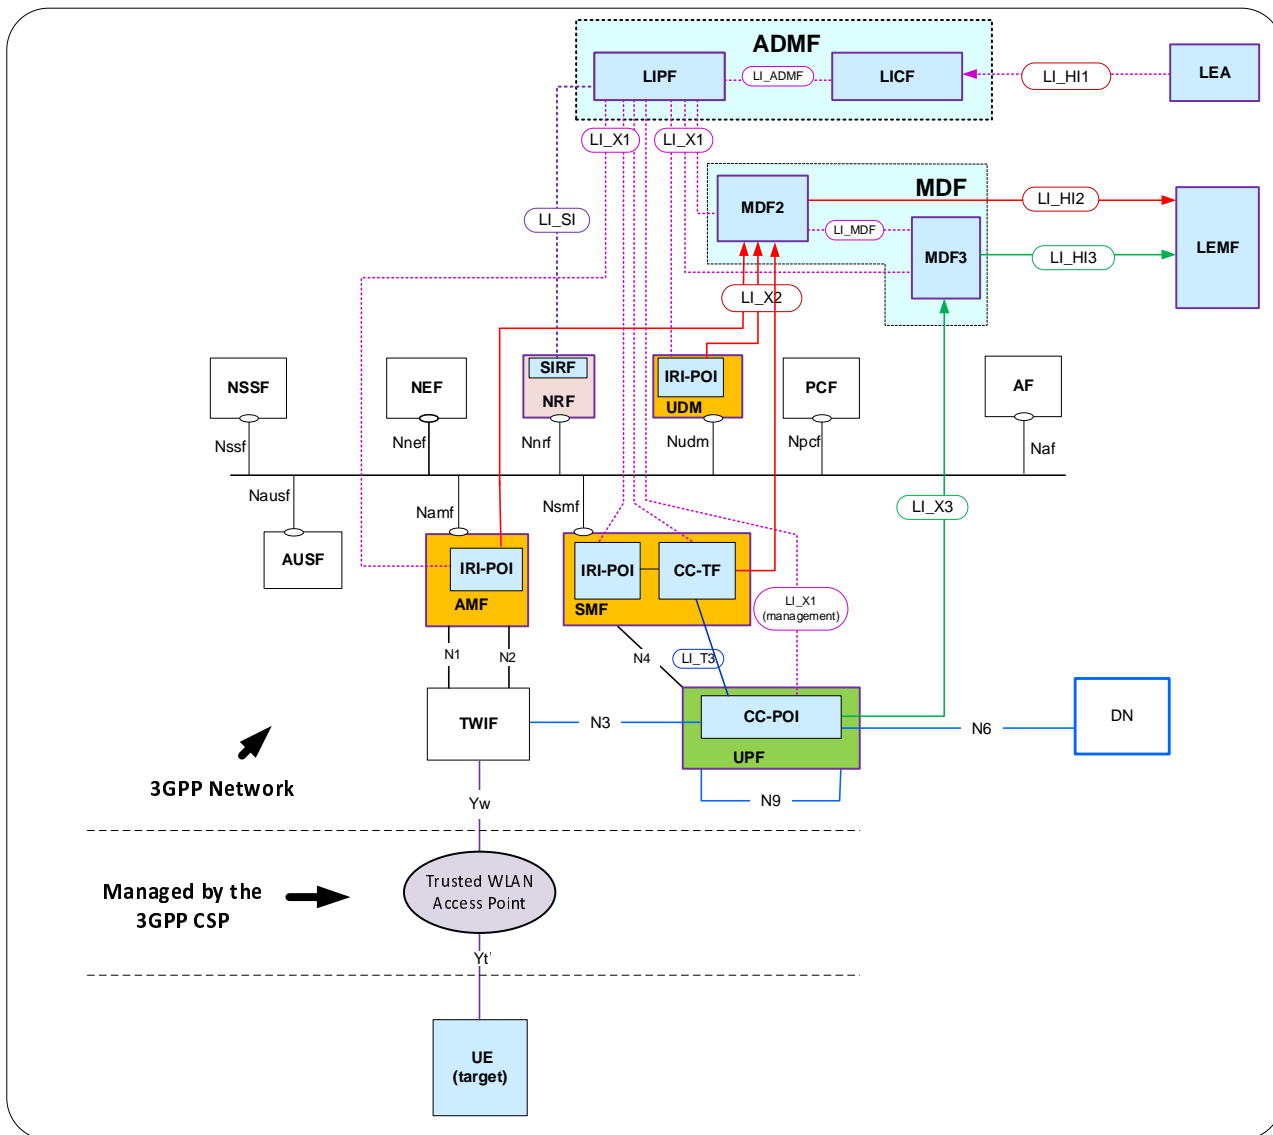 ADMF
LIPF
LI_ADMF
LICF
LI_HI1
LEA
LI_X1
LI_X1
MDF
MDF2
LI_HI2
LI_SI
LI_MDF
LEMF
MDF3
LI_HI3
LI_X2
NSSF
NEF
SIRF
NRF
IRI-POI
UDM
PCF
AF
Nssf
Nnef
Nnrf
Nudm
Npcf
Naf
Nausf
Namf
Nsmf
LI_X3
AUSF
IRI-POI
AMF
IRI-POI
CC-TF
SMF
LI_X1
(management)
N1
N2
N4
LI_T3
TWIF
N3
CC-POI
UPF
N6
DN
N9
3GPP Network
Yw
Managed by the
3GPP CSP
Trusted WLAN
Access Point
Yt'
UE
(target)